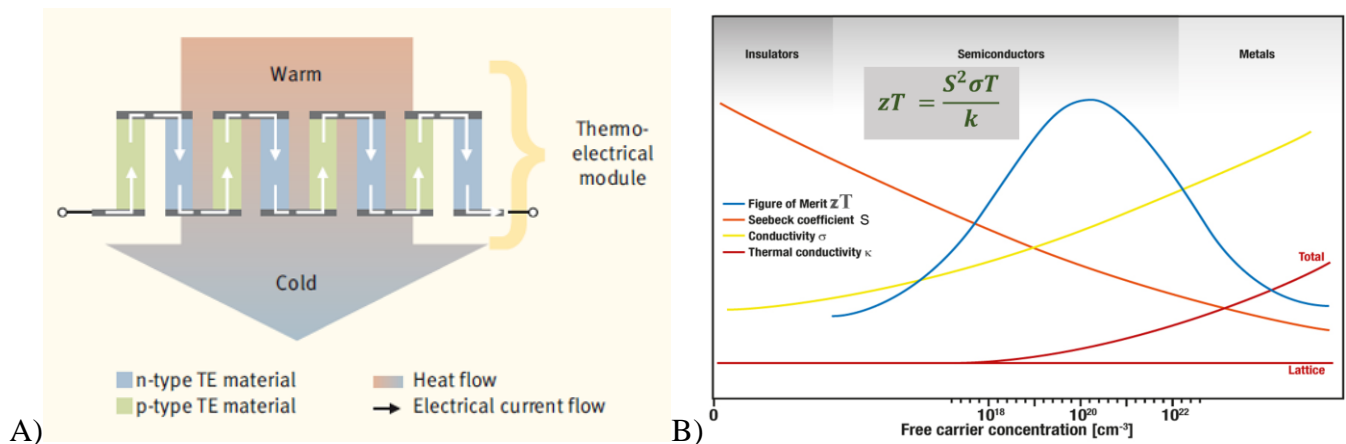 Warm
Thermo-
electrical
module
Cold
n-type TE material
p-type TE material
Heat flow
Electrical current flow
A)
Insulators
Semiconductors
Metals
zT = S²σT / k
Figure of Merit zT
Seebeck coefficient S
Conductivity σ
Thermal conductivity κ
Total
Lattice
0
10¹⁸
10²⁰
10²²
Free carrier concentration [cm⁻³]
B)